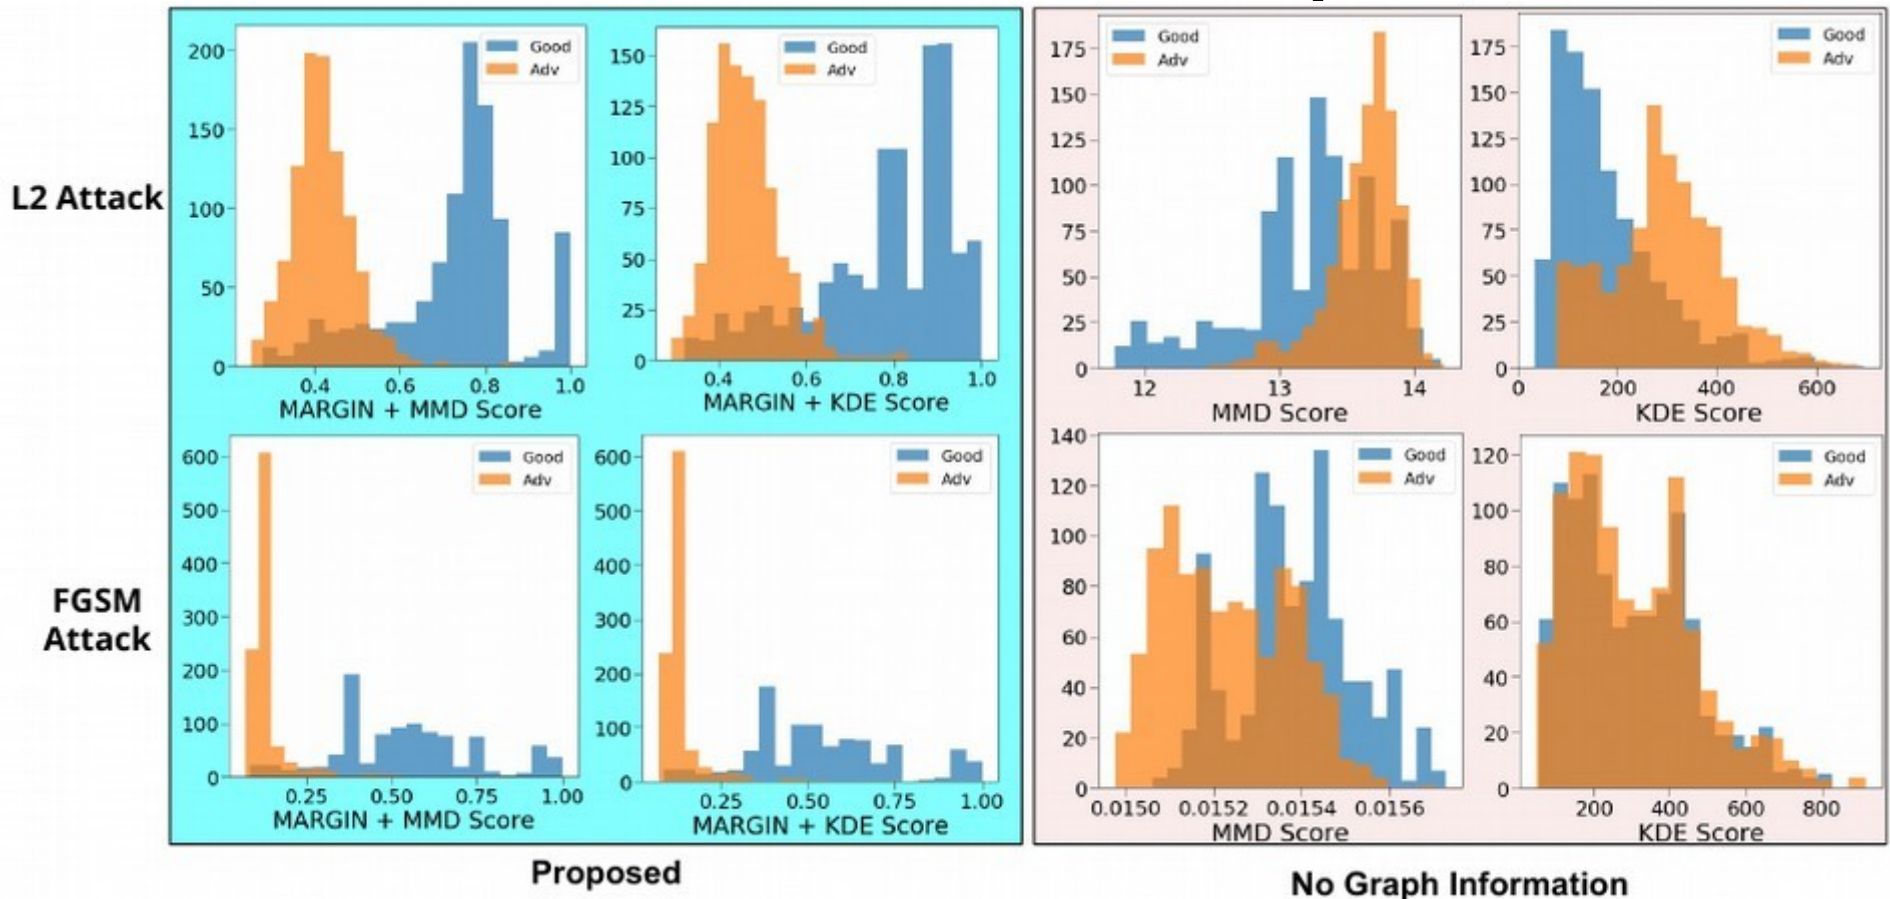 L2 Attack
200
150
100
50
0
0.4 0.6 0.8 1.0
MARGIN + MMD Score
Good
Adv
150
125
100
75
50
25
0
0.4 0.6 0.8 1.0
MARGIN + KDE Score
Good
Adv
175
150
125
100
75
50
25
0
12 13 14
MMD Score
Good
Adv
175
150
125
100
75
50
25
0
0 200 400 600
KDE Score
Good
Adv
FGSM
Attack
600
500
400
300
200
100
0
0.25 0.50 0.75 1.00
MARGIN + MMD Score
Good
Adv
600
500
400
300
200
100
0
0.25 0.50 0.75 1.00
MARGIN + KDE Score
Good
Adv
140
120
100
80
60
40
20
0
0.0150 0.0152 0.0154 0.0156
MMD Score
Good
Adv
120
100
80
60
40
20
0
200 400 600 800
KDE Score
Good
Adv
Proposed
No Graph Information